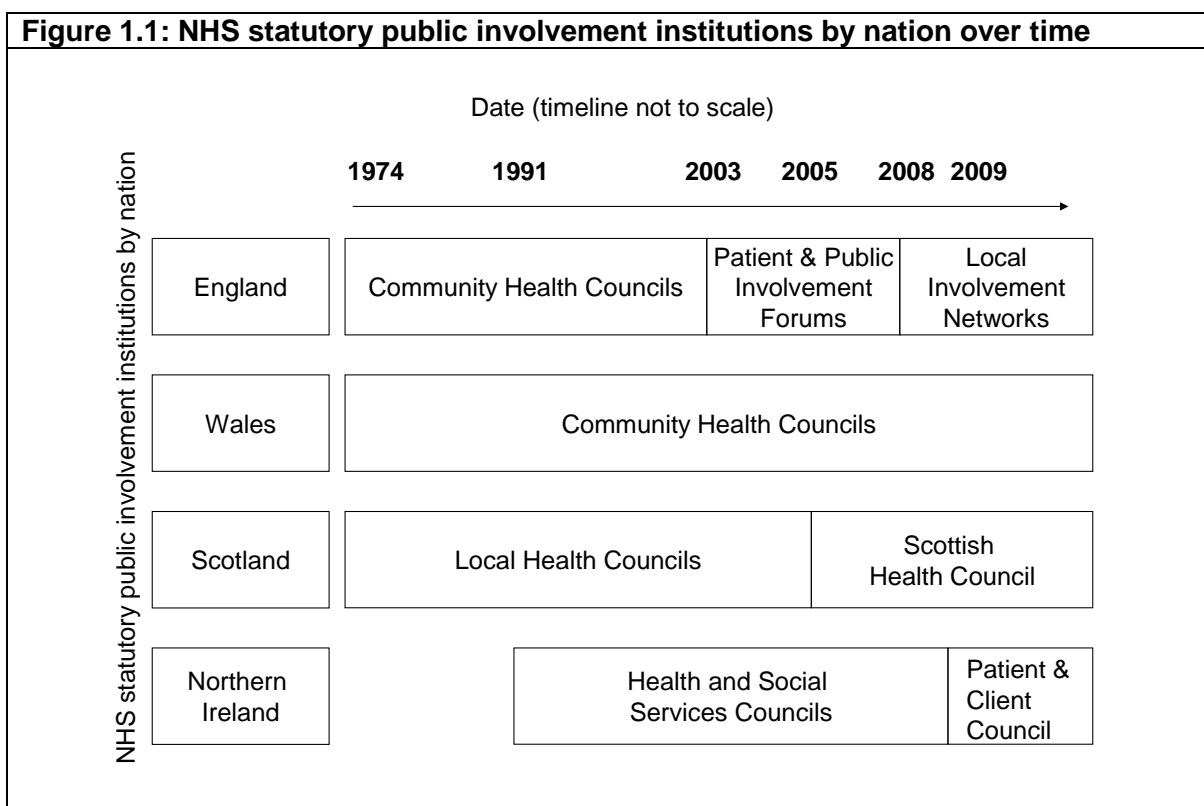 Figure 1.1: NHS statutory public involvement institutions by nation over time
Date (timeline not to scale)
1974 1991 2003 2005 2008 2009
NHS statutory public involvement institutions by nation
England
Community Health Councils
Patient & Public
Involvement
Forums
Local
Involvement
Networks
Wales
Community Health Councils
Scotland
Local Health Councils
Scottish
Health Council
Northern
Ireland
Health and Social
Services Councils
Patient &
Client
Council